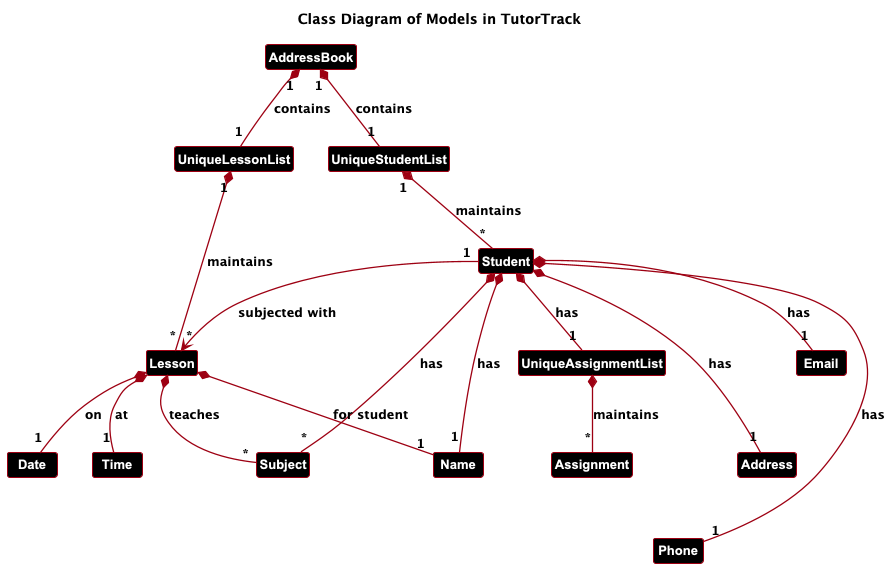 Class Diagram of Models in TutorTrack
AddressBook
1 1
contains contains
1 1
UniqueLessonList UniqueStudentList
1 1
maintains
*
1 Student
maintains
subjected with has has
* * 1 1
Lesson UniqueAssignmentList Email
has has has
on at teaches for student maintains has
1 1 * * 1 1 * 1
Date Time Subject Name Assignment Address
1
Phone